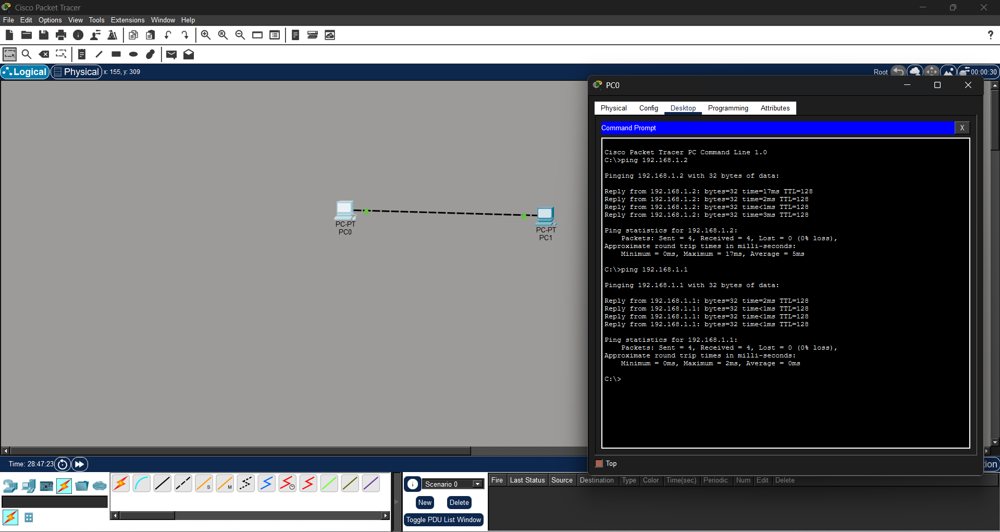 Cisco Packet Tracer
File Edit Options View Tools Extensions Window Help
?
Logical Physical x: 155, y: 309
Root 00:00:30
PC0
Physical Config Desktop Programming Attributes
Command Prompt X
Cisco Packet Tracer PC Command Line 1.0
C:\>ping 192.168.1.2
Pinging 192.168.1.2 with 32 bytes of data:
Reply from 192.168.1.2: bytes=32 time=17ms TTL=128
Reply from 192.168.1.2: bytes=32 time=2ms TTL=128
Reply from 192.168.1.2: bytes=32 time<1ms TTL=128
Reply from 192.168.1.2: bytes=32 time=3ms TTL=128
Ping statistics for 192.168.1.2:
Packets: Sent = 4, Received = 4, Lost = 0 (0% loss),
Approximate round trip times in milli-seconds:
Minimum = 0ms, Maximum = 17ms, Average = 5ms
C:\>ping 192.168.1.1
Pinging 192.168.1.1 with 32 bytes of data:
Reply from 192.168.1.1: bytes=32 time=2ms TTL=128
Reply from 192.168.1.1: bytes=32 time<1ms TTL=128
Reply from 192.168.1.1: bytes=32 time<1ms TTL=128
Reply from 192.168.1.1: bytes=32 time<1ms TTL=128
Ping statistics for 192.168.1.1:
Packets: Sent = 4, Received = 4, Lost = 0 (0% loss),
Approximate round trip times in milli-seconds:
Minimum = 0ms, Maximum = 2ms, Average = 0ms
C:\>
Top
PC-PT
PC0
PC-PT
PC1
Time: 28:47:23
tion
S
M
Scenario 0
New Delete
Toggle PDU List Window
Fire Last Status Source Destination Type Color Time(sec) Periodic Num Edit Delete